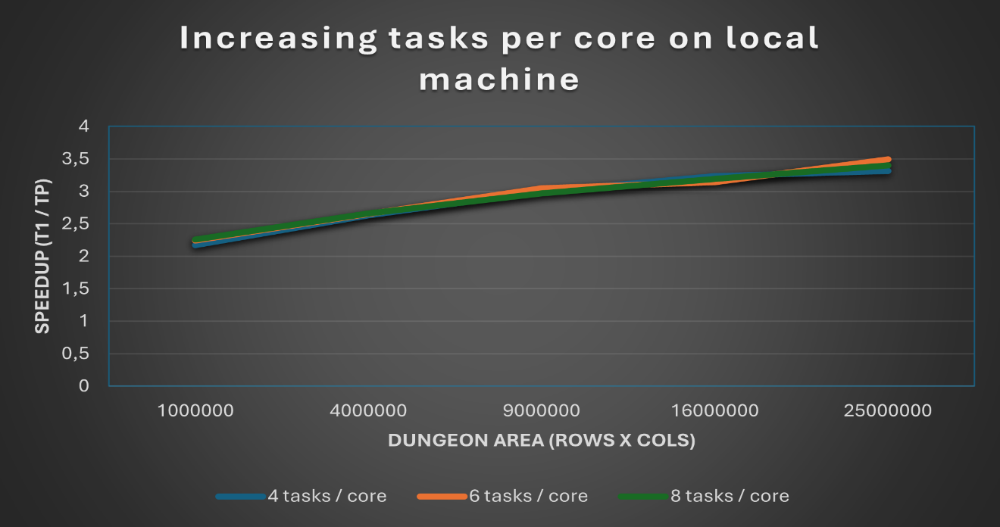 Increasing tasks per core on local
machine
4
3,5
3
2,5
2
1,5
1
0,5
0
SPEEDUP (T1 / TP)
1000000 4000000 9000000 16000000 25000000
DUNGEON AREA (ROWS X COLS)
4 tasks / core 6 tasks / core 8 tasks / core